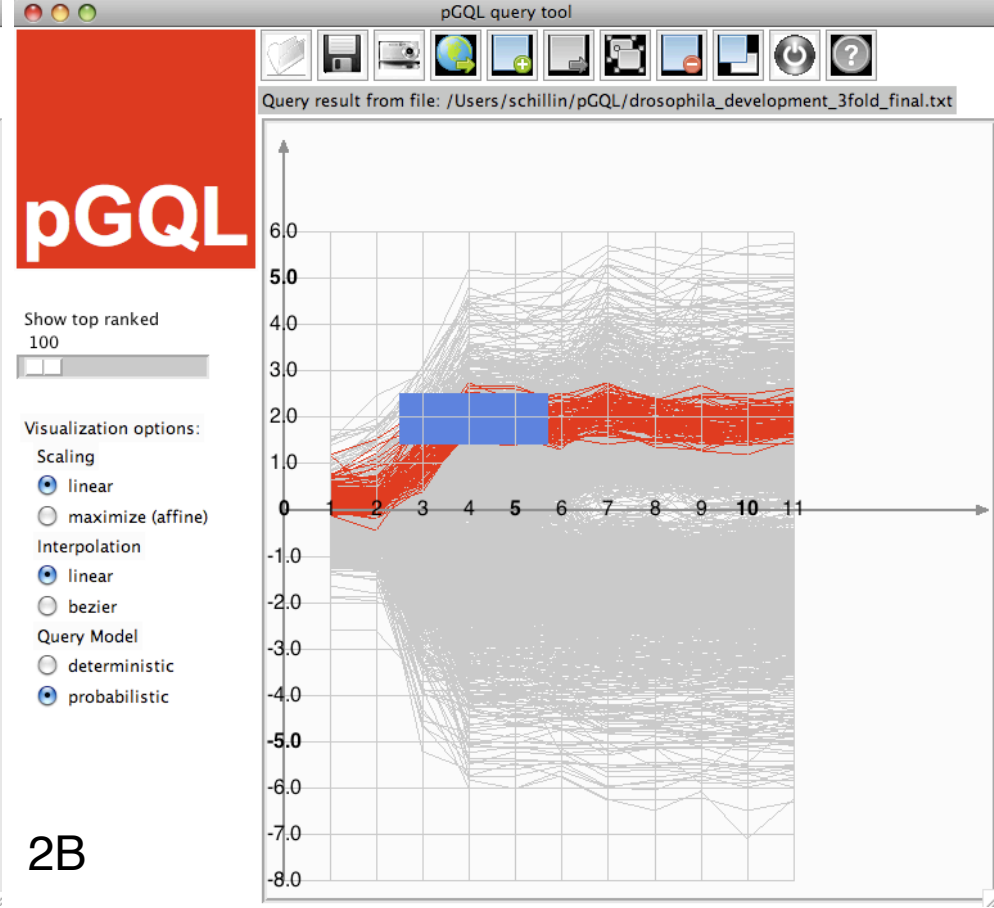 pGQL query tool
Query result from file: /Users/schillin/pGQL/drosophila_development_3fold_final.txt
pGQL
Show top ranked
100
Visualization options:
Scaling
linear
maximize (affine)
Interpolation
linear
bezier
Query Model
deterministic
probabilistic
2B
6.0
5.0
4.0
3.0
2.0
1.0
0 1 2 3 4 5 6 7 8 9 10 11
-1.0
-2.0
-3.0
-4.0
-5.0
-6.0
-7.0
-8.0
?